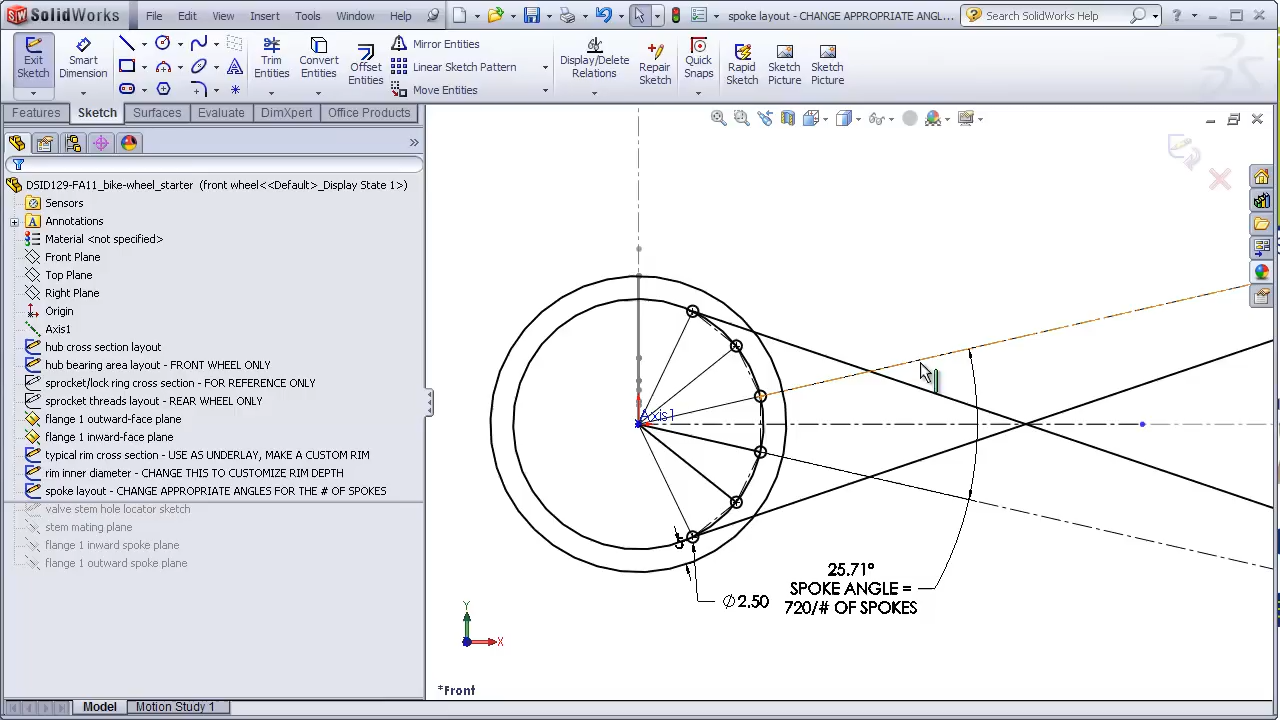 SolidWorks
File Edit View Insert Tools Window Help
spoke layout - CHANGE APPROPRIATE ANGL...
Search SolidWorks Help
Exit Sketch
Smart Dimension
Trim Entities
Convert Entities
Offset Entities
Mirror Entities
Linear Sketch Pattern
Move Entities
Display/Delete Relations
Repair Sketch
Quick Snaps
Rapid Sketch
Sketch Picture
Sketch Picture
Features Sketch Surfaces Evaluate DimXpert Office Products
DSID129-FA11_bike-wheel_starter (front wheel<<Default>_Display State 1>)
Sensors
Annotations
Material <not specified>
Front Plane
Top Plane
Right Plane
Origin
Axis1
hub cross section layout
hub bearing area layout - FRONT WHEEL ONLY
sprocket/lock ring cross section - FOR REFERENCE ONLY
sprocket threads layout - REAR WHEEL ONLY
flange 1 outward-face plane
flange 1 inward-face plane
typical rim cross section - USE AS UNDERLAY, MAKE A CUSTOM RIM
rim inner diameter - CHANGE THIS TO CUSTOMIZE RIM DEPTH
spoke layout - CHANGE APPROPRIATE ANGLES FOR THE # OF SPOKES
valve stem hole locator sketch
stem mating plane
flange 1 inward spoke plane
flange 1 outward spoke plane
Axis1
25.71°
SPOKE ANGLE =
720/# OF SPOKES
∅2.50
Y
X
*Front
Model Motion Study 1